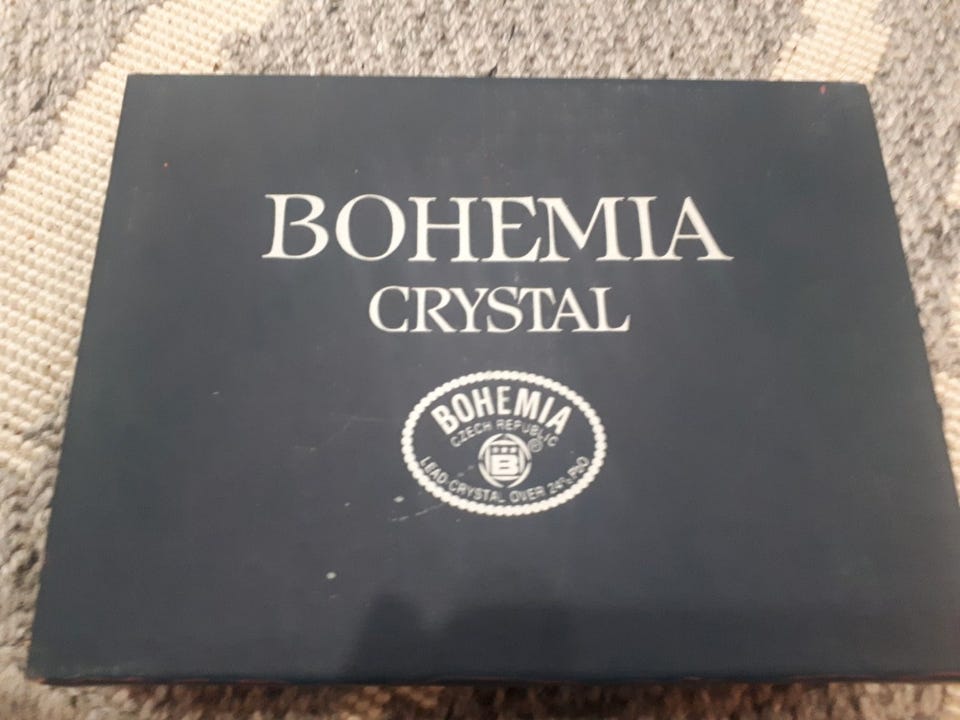 BOHEMIA
CRYSTAL
BOHEMIA
CZECH REPUBLIC
®
B
LEAD CRYSTAL OVER 24% PbO